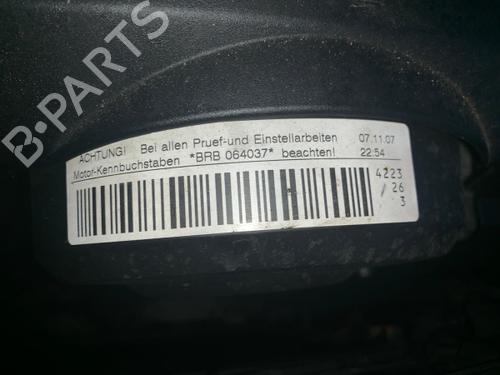 ACHTUNG! Bei allen Pruef-und Einstellarbeiten 07.11.07
Motor-Kennbuchstaben *BRB 064037* beachten! 22:54
4223
/ 26
3
B-PARTS